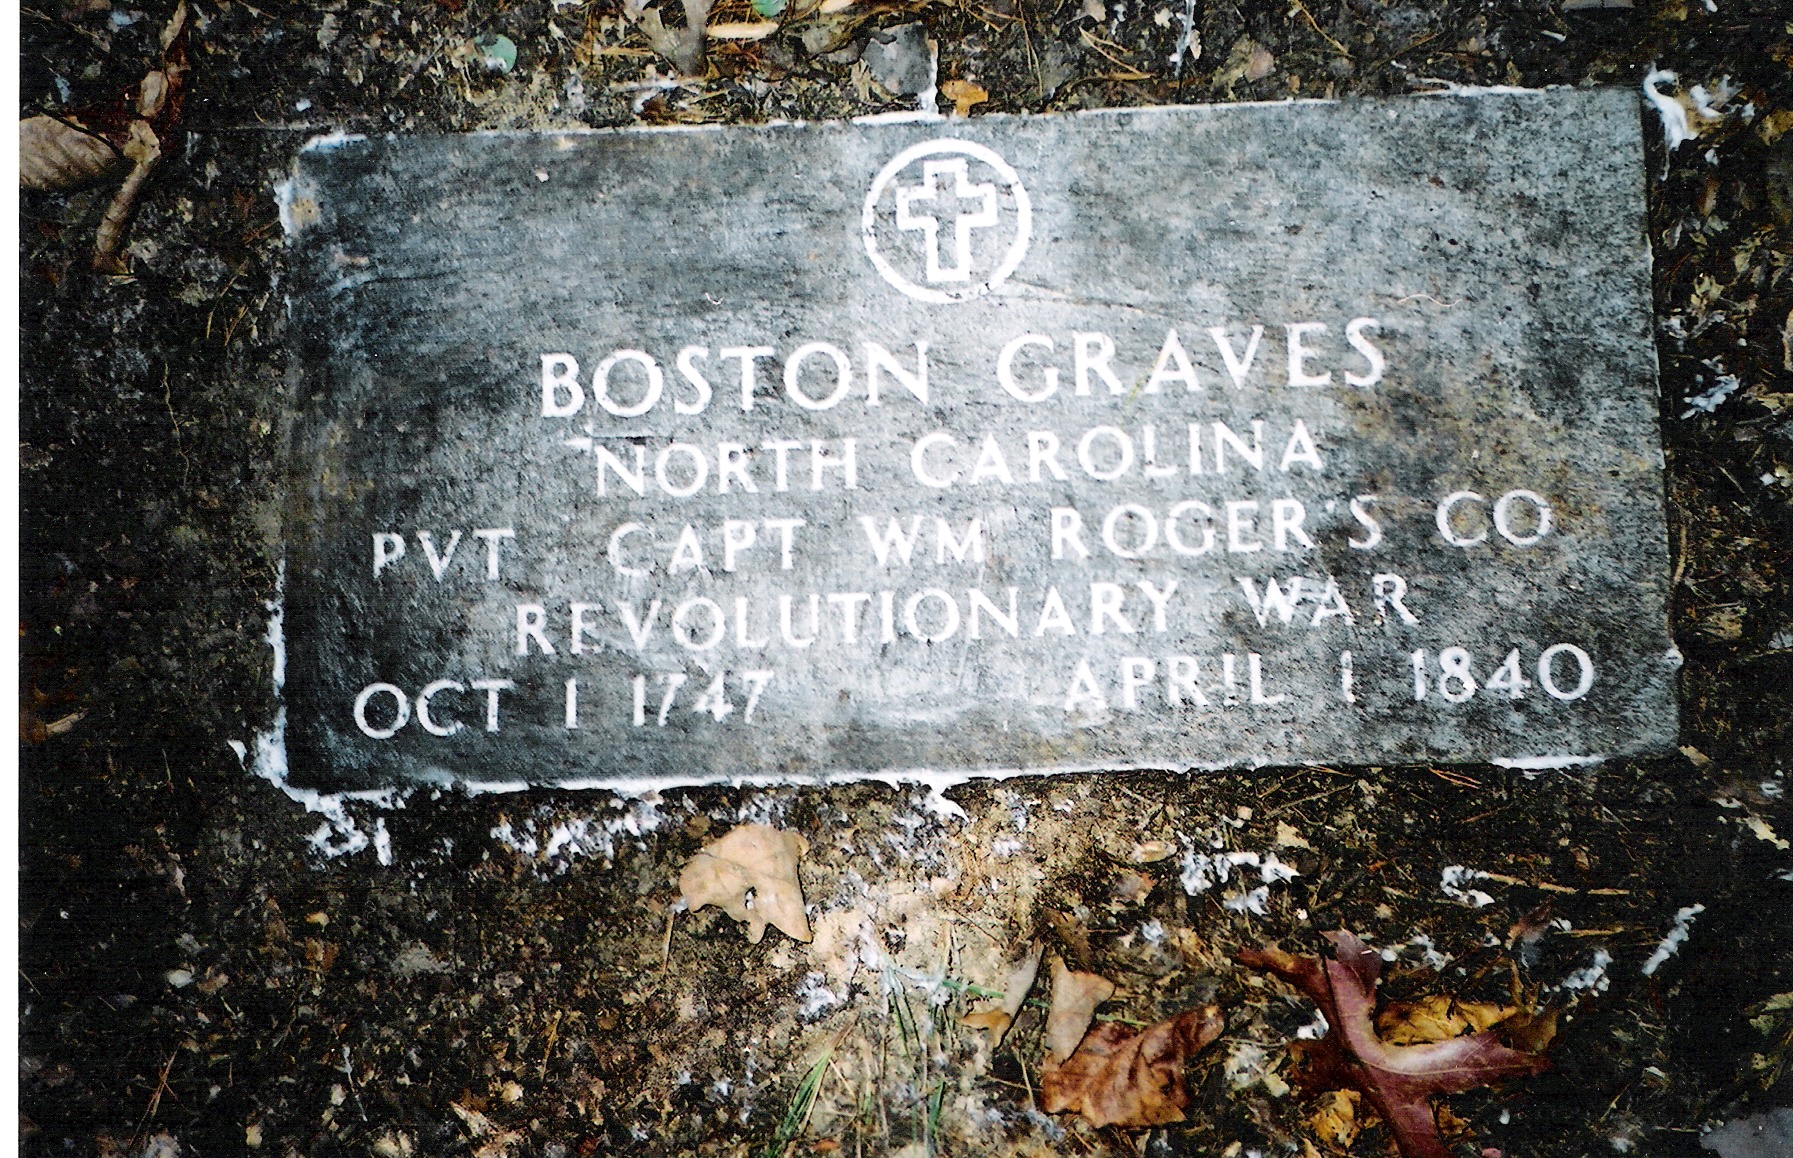 BOSTON GRAVES
NORTH CAROLINA
PVT CAPT WM ROGER'S CO
REVOLUTIONARY WAR
OCT 1 1747 APRIL 1 1840